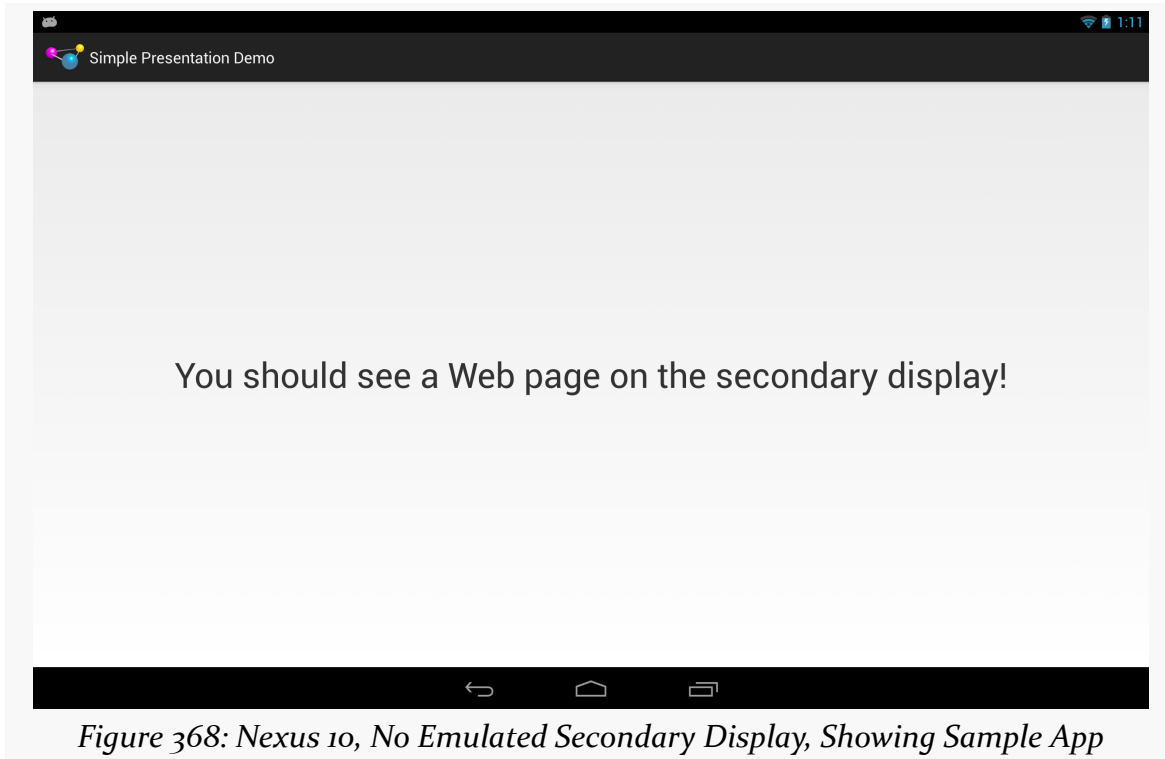 1:11
Simple Presentation Demo
You should see a Web page on the secondary display!
Figure 368: Nexus 10, No Emulated Secondary Display, Showing Sample App